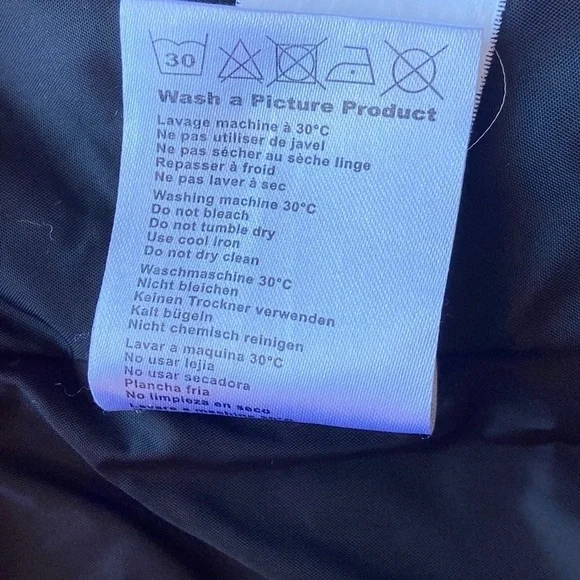 30
Wash a Picture Product
Lavage machine à 30°C
Ne pas utiliser de javel
Ne pas sécher au sèche linge
Repasser à froid
Ne pas laver à sec
Washing machine 30°C
Do not bleach
Do not tumble dry
Use cool iron
Do not dry clean
Waschmaschine 30°C
Nicht bleichen
Keinen Trockner verwenden
Kalt bügeln
Nicht chemisch reinigen
Lavar a maquina 30°C
No usar lejia
No usar secadora
Plancha fria
No limpieza en seco
Lavare a